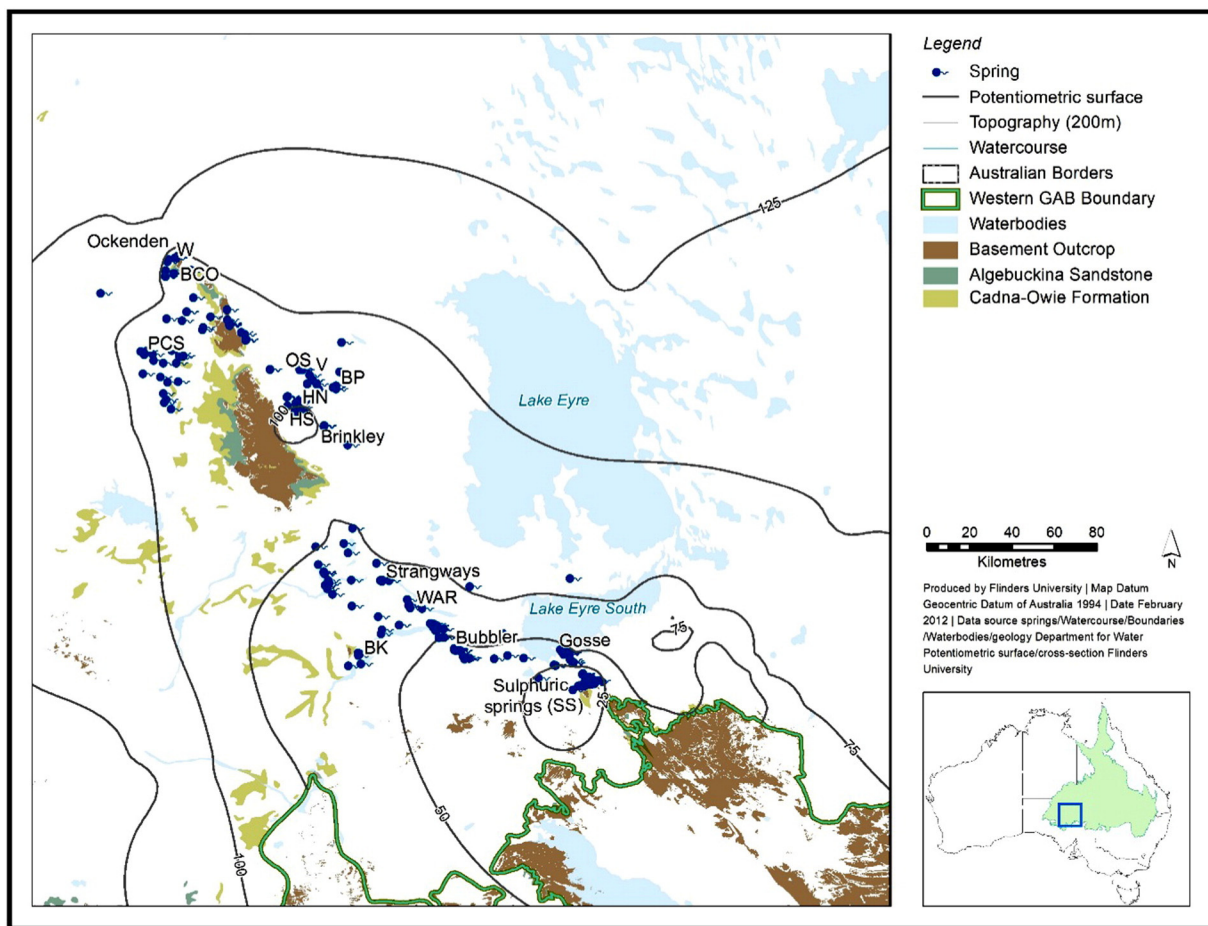 Legend
Spring
Potentiometric surface
Topography (200m)
Watercourse
Australian Borders
Western GAB Boundary
Waterbodies
Basement Outcrop
Algebuckina Sandstone
Cadna-Owie Formation
125
Ockenden
W
BCO
PCS
OS
V
BP
HN
HS
100
Brinkley
Lake Eyre
Strangways
WAR
Lake Eyre South
75
Bubbler
Gosse
BK
Sulphuric
springs (SS)
25
75
50
100
0 20 40 60 80
Kilometres
N
Produced by Flinders University | Map Datum
Geocentric Datum of Australia 1994 | Date February
2012 | Data source springs/Watercourse/Boundaries
/Waterbodies/geology Department for Water
Potentiometric surface/cross-section Flinders
University